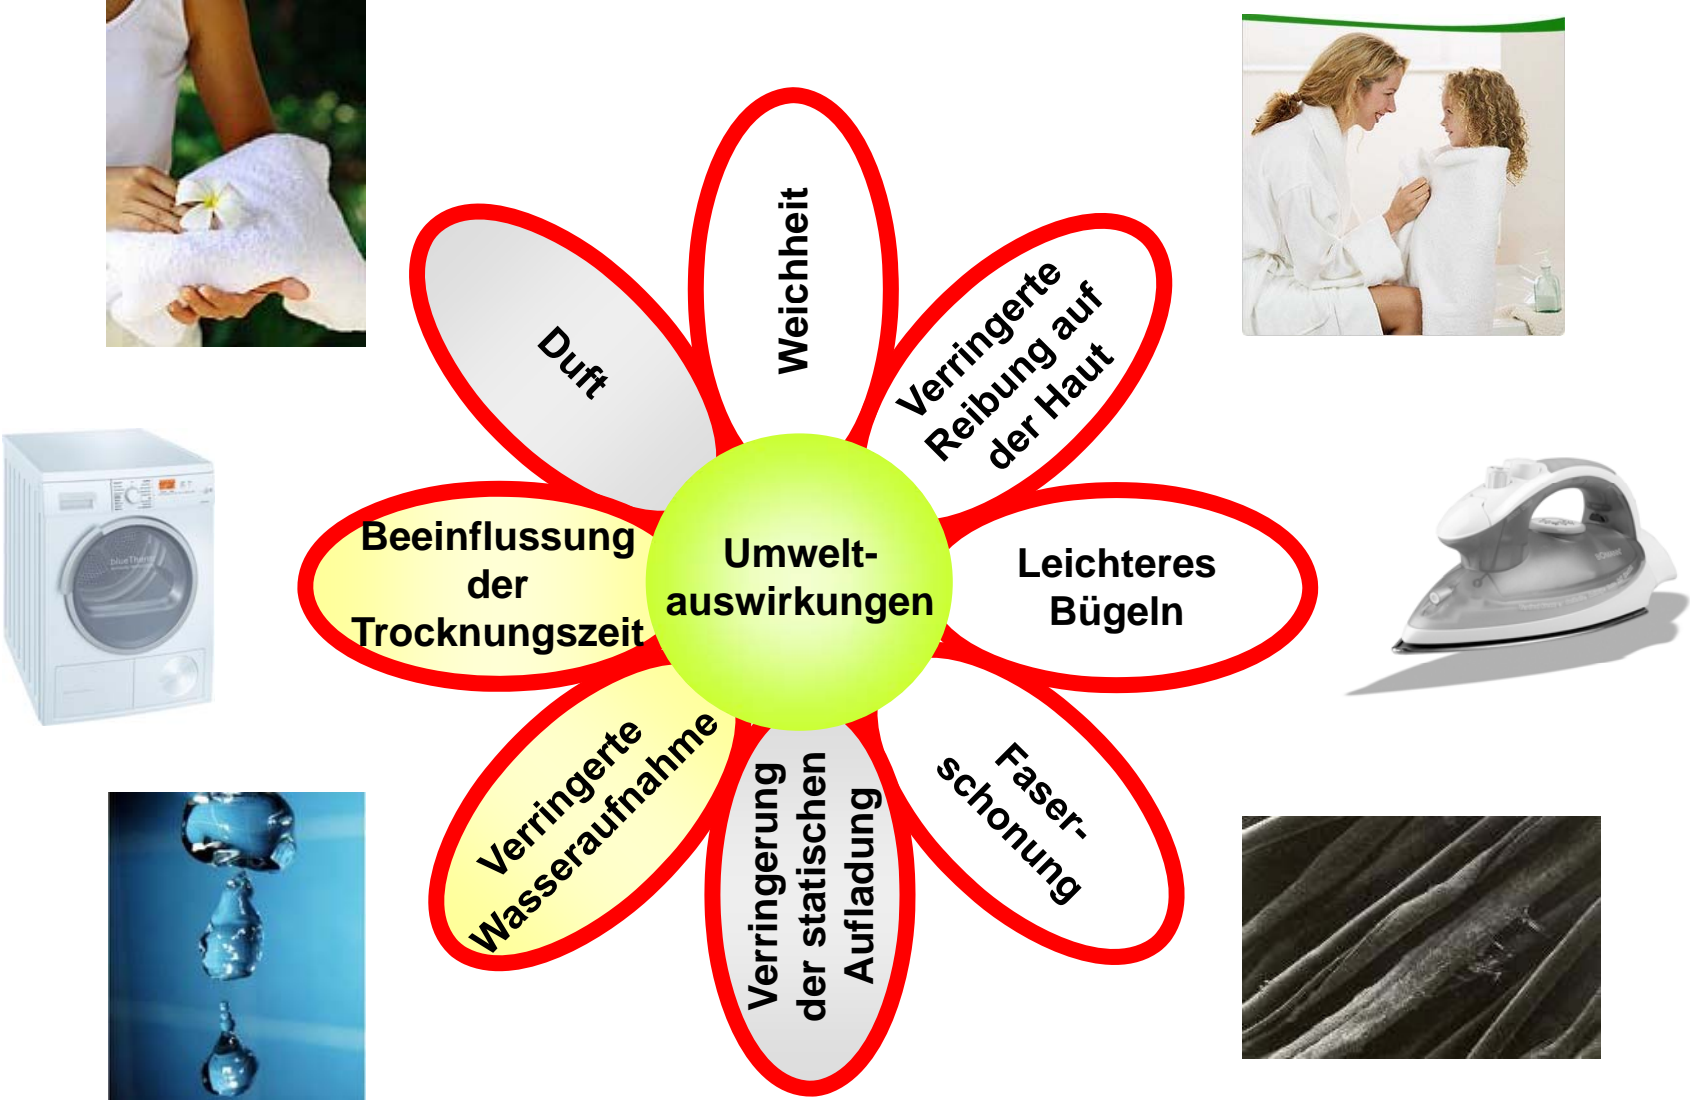 Weichheit
Verringerte
Reibung auf
der Haut
Duft
Beeinflussung
der
Trocknungszeit
Umwelt-
auswirkungen
Leichteres
Bügeln
Verringerte
Wasseraufnahme
Verringerung
der statischen
Aufladung
Faser-
schonung